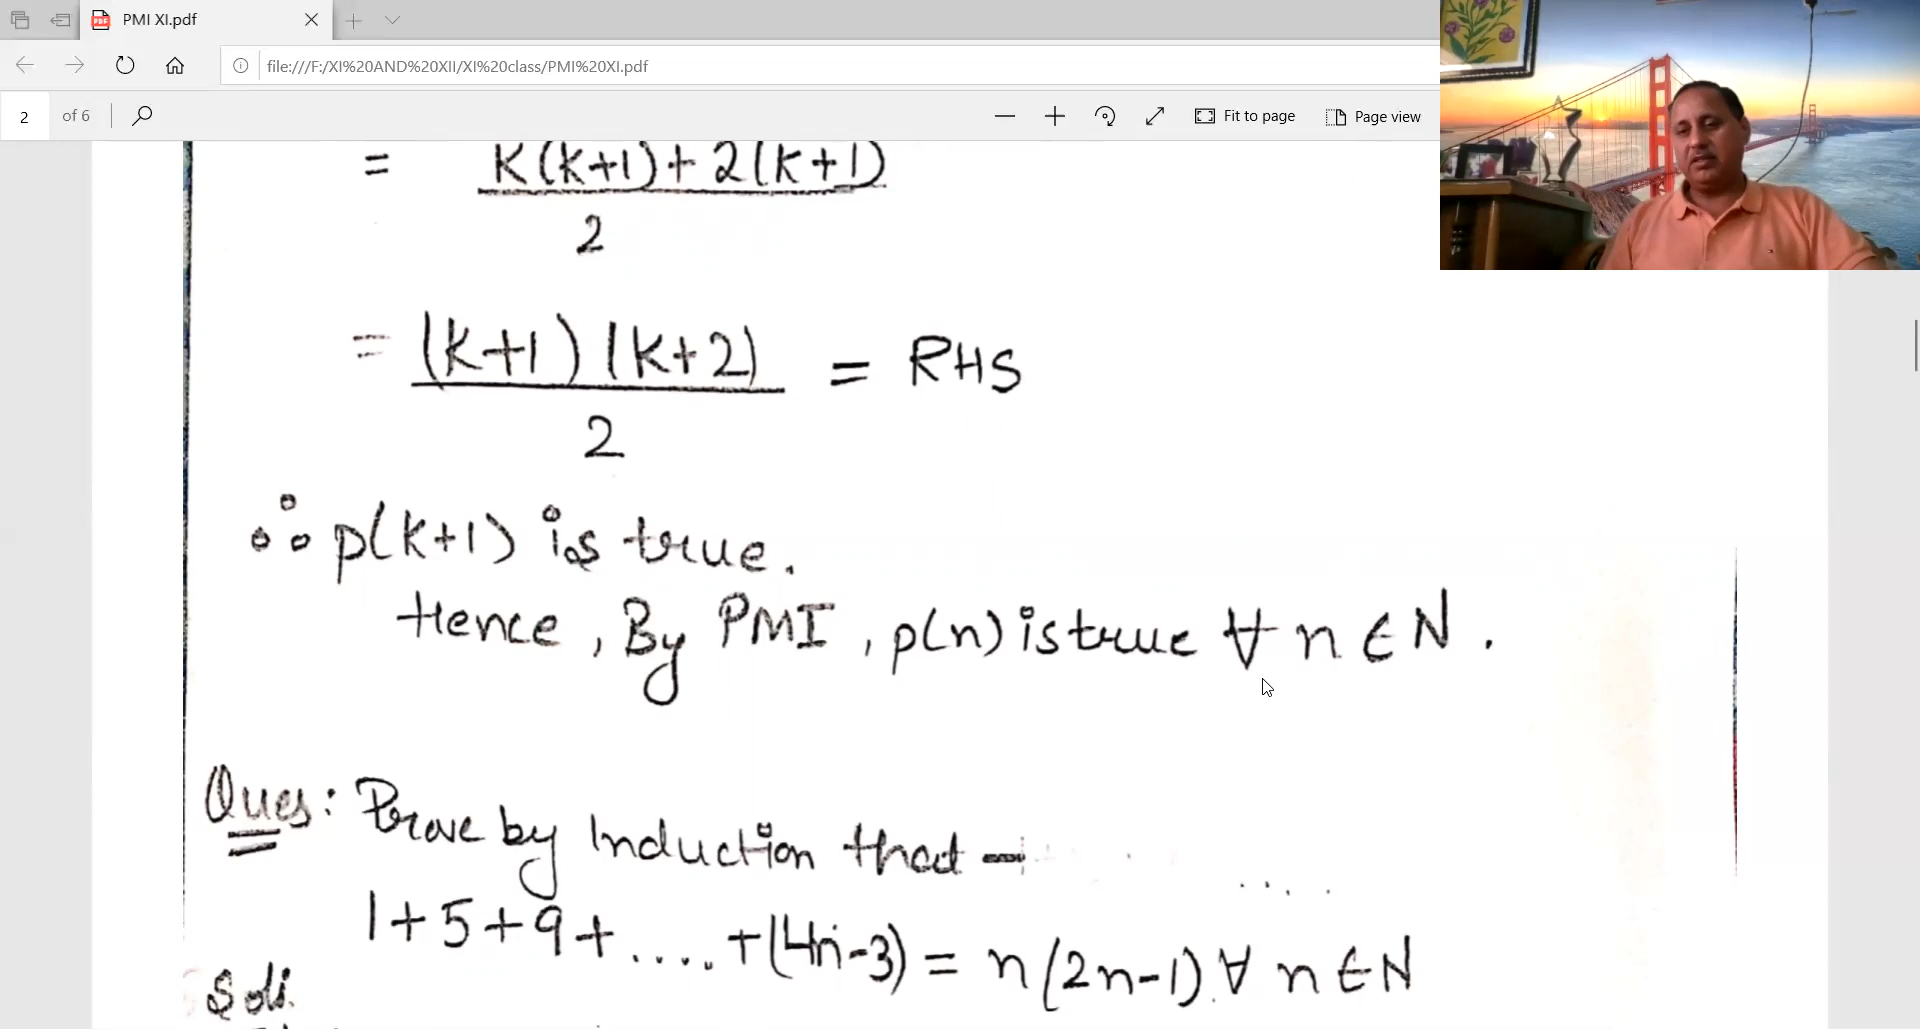 PMI XI.pdf
file:///F:/XI%20AND%20XII/XI%20class/PMI%20XI.pdf
2 of 6
Fit to page
Page view
= K(k+1)+2(k+1)
2
= (k+1)(k+2) = RHS
2
∴ p(k+1) is true.
Hence, By PMI, p(n) is true ∀ n ∈ N.
Ques: Prove by Induction that —
1+5+9+.....+(4n-3) = n(2n-1) ∀ n ∈ N
Sol: